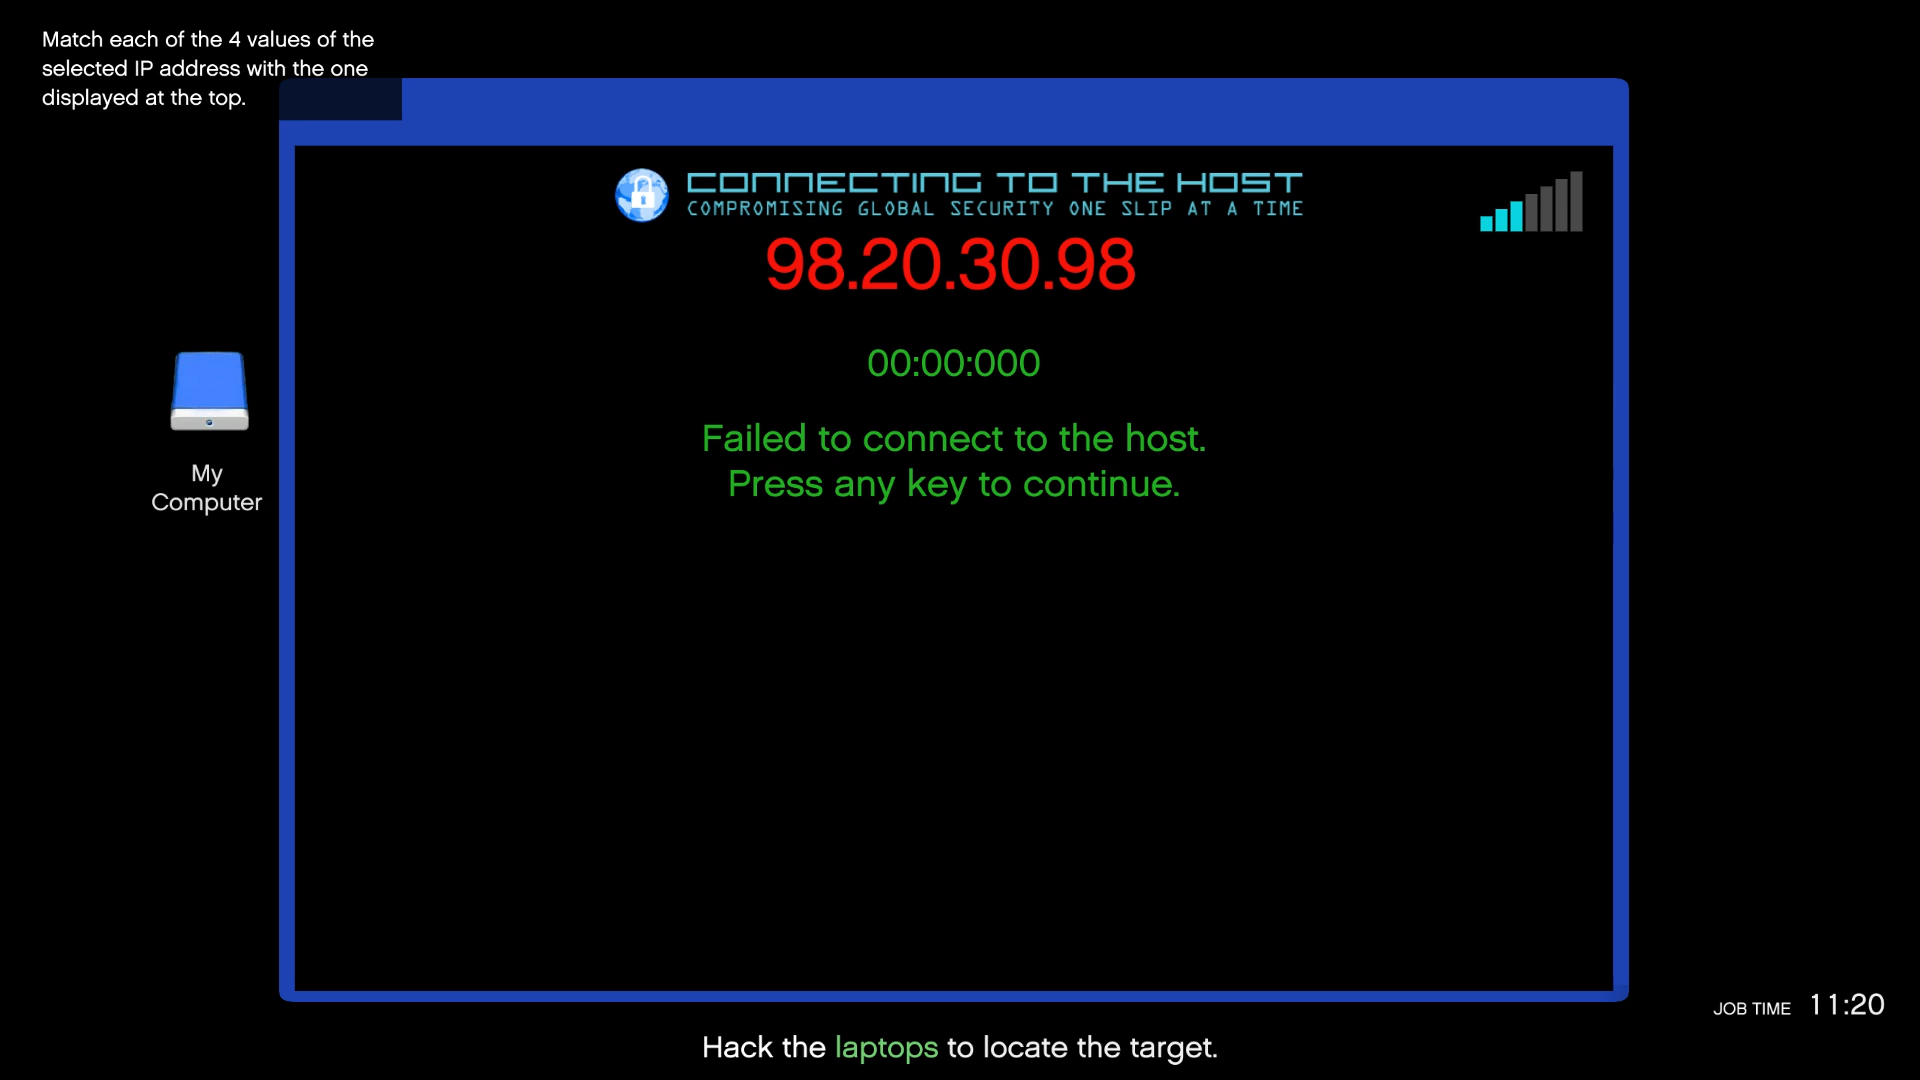 Match each of the 4 values of the
selected IP address with the one
displayed at the top.
CONNECTING TO THE HOST
COMPROMISING GLOBAL SECURITY ONE SLIP AT A TIME
98.20.30.98
00:00:000
Failed to connect to the host.
Press any key to continue.
My
Computer
JOB TIME 11:20
Hack the laptops to locate the target.